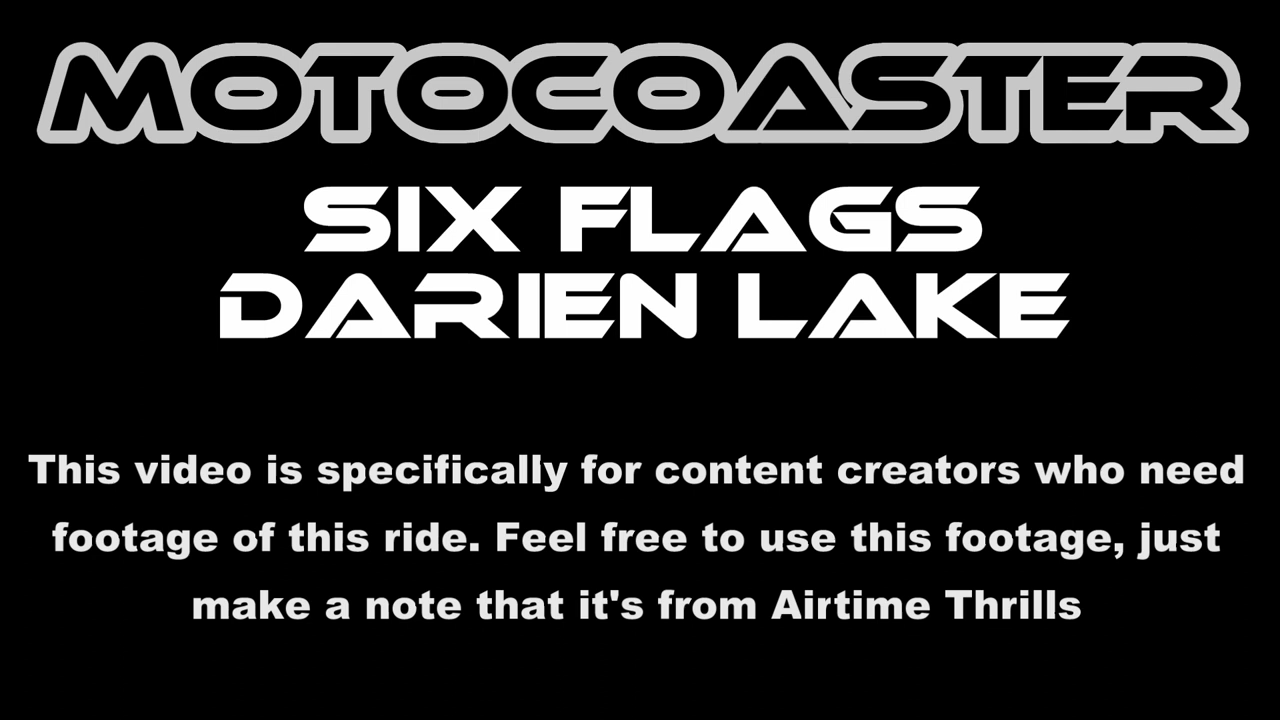 MOTOCOASTER
SIX FLAGS
DARIEN LAKE
This video is specifically for content creators who need
footage of this ride. Feel free to use this footage, just
make a note that it's from Airtime Thrills